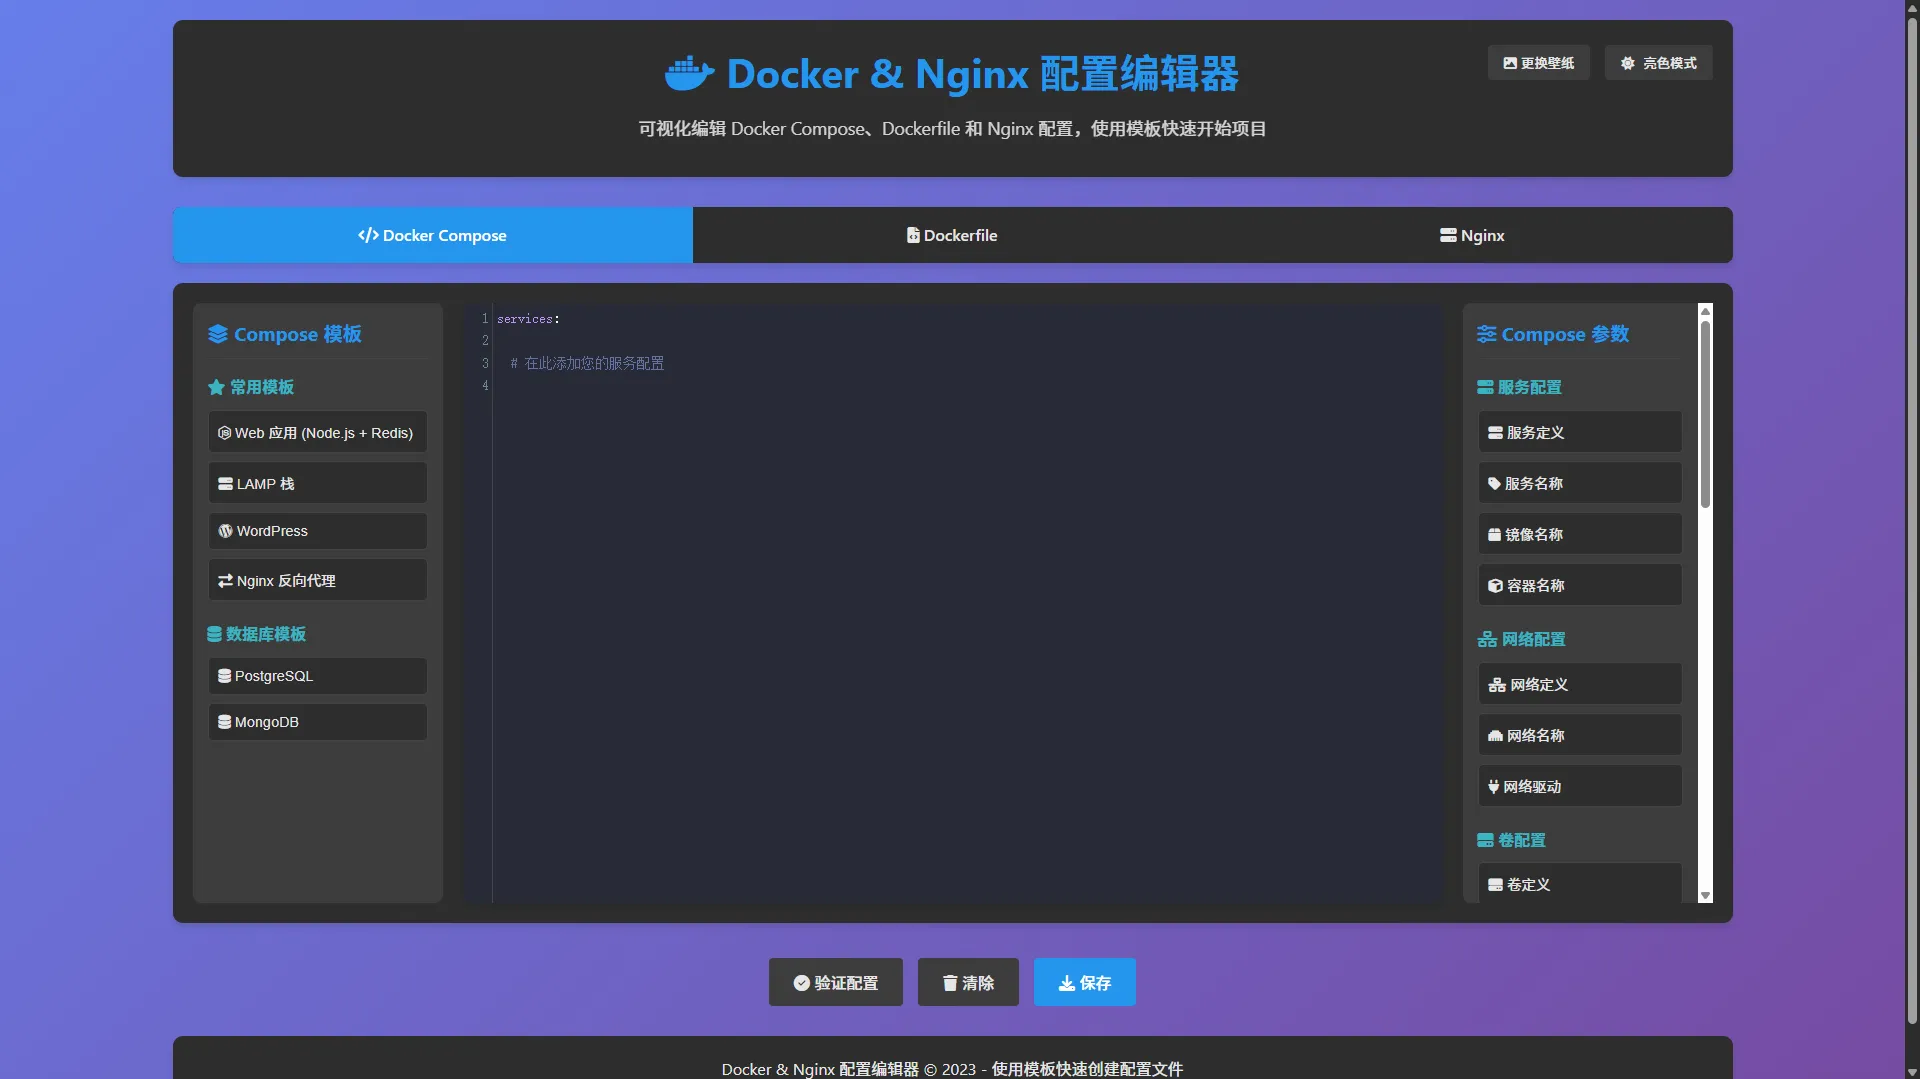 Docker & Nginx 配置编辑器
更换壁纸
亮色模式
可视化编辑 Docker Compose、Dockerfile 和 Nginx 配置，使用模板快速开始项目
Docker Compose
Dockerfile
Nginx
Compose 模板
常用模板
Web 应用 (Node.js + Redis)
LAMP 栈
WordPress
Nginx 反向代理
数据库模板
PostgreSQL
MongoDB
1 services:
2
3 # 在此添加您的服务配置
4
Compose 参数
服务配置
服务定义
服务名称
镜像名称
容器名称
网络配置
网络定义
网络名称
网络驱动
卷配置
卷定义
验证配置
清除
保存
Docker & Nginx 配置编辑器 © 2023 - 使用模板快速创建配置文件